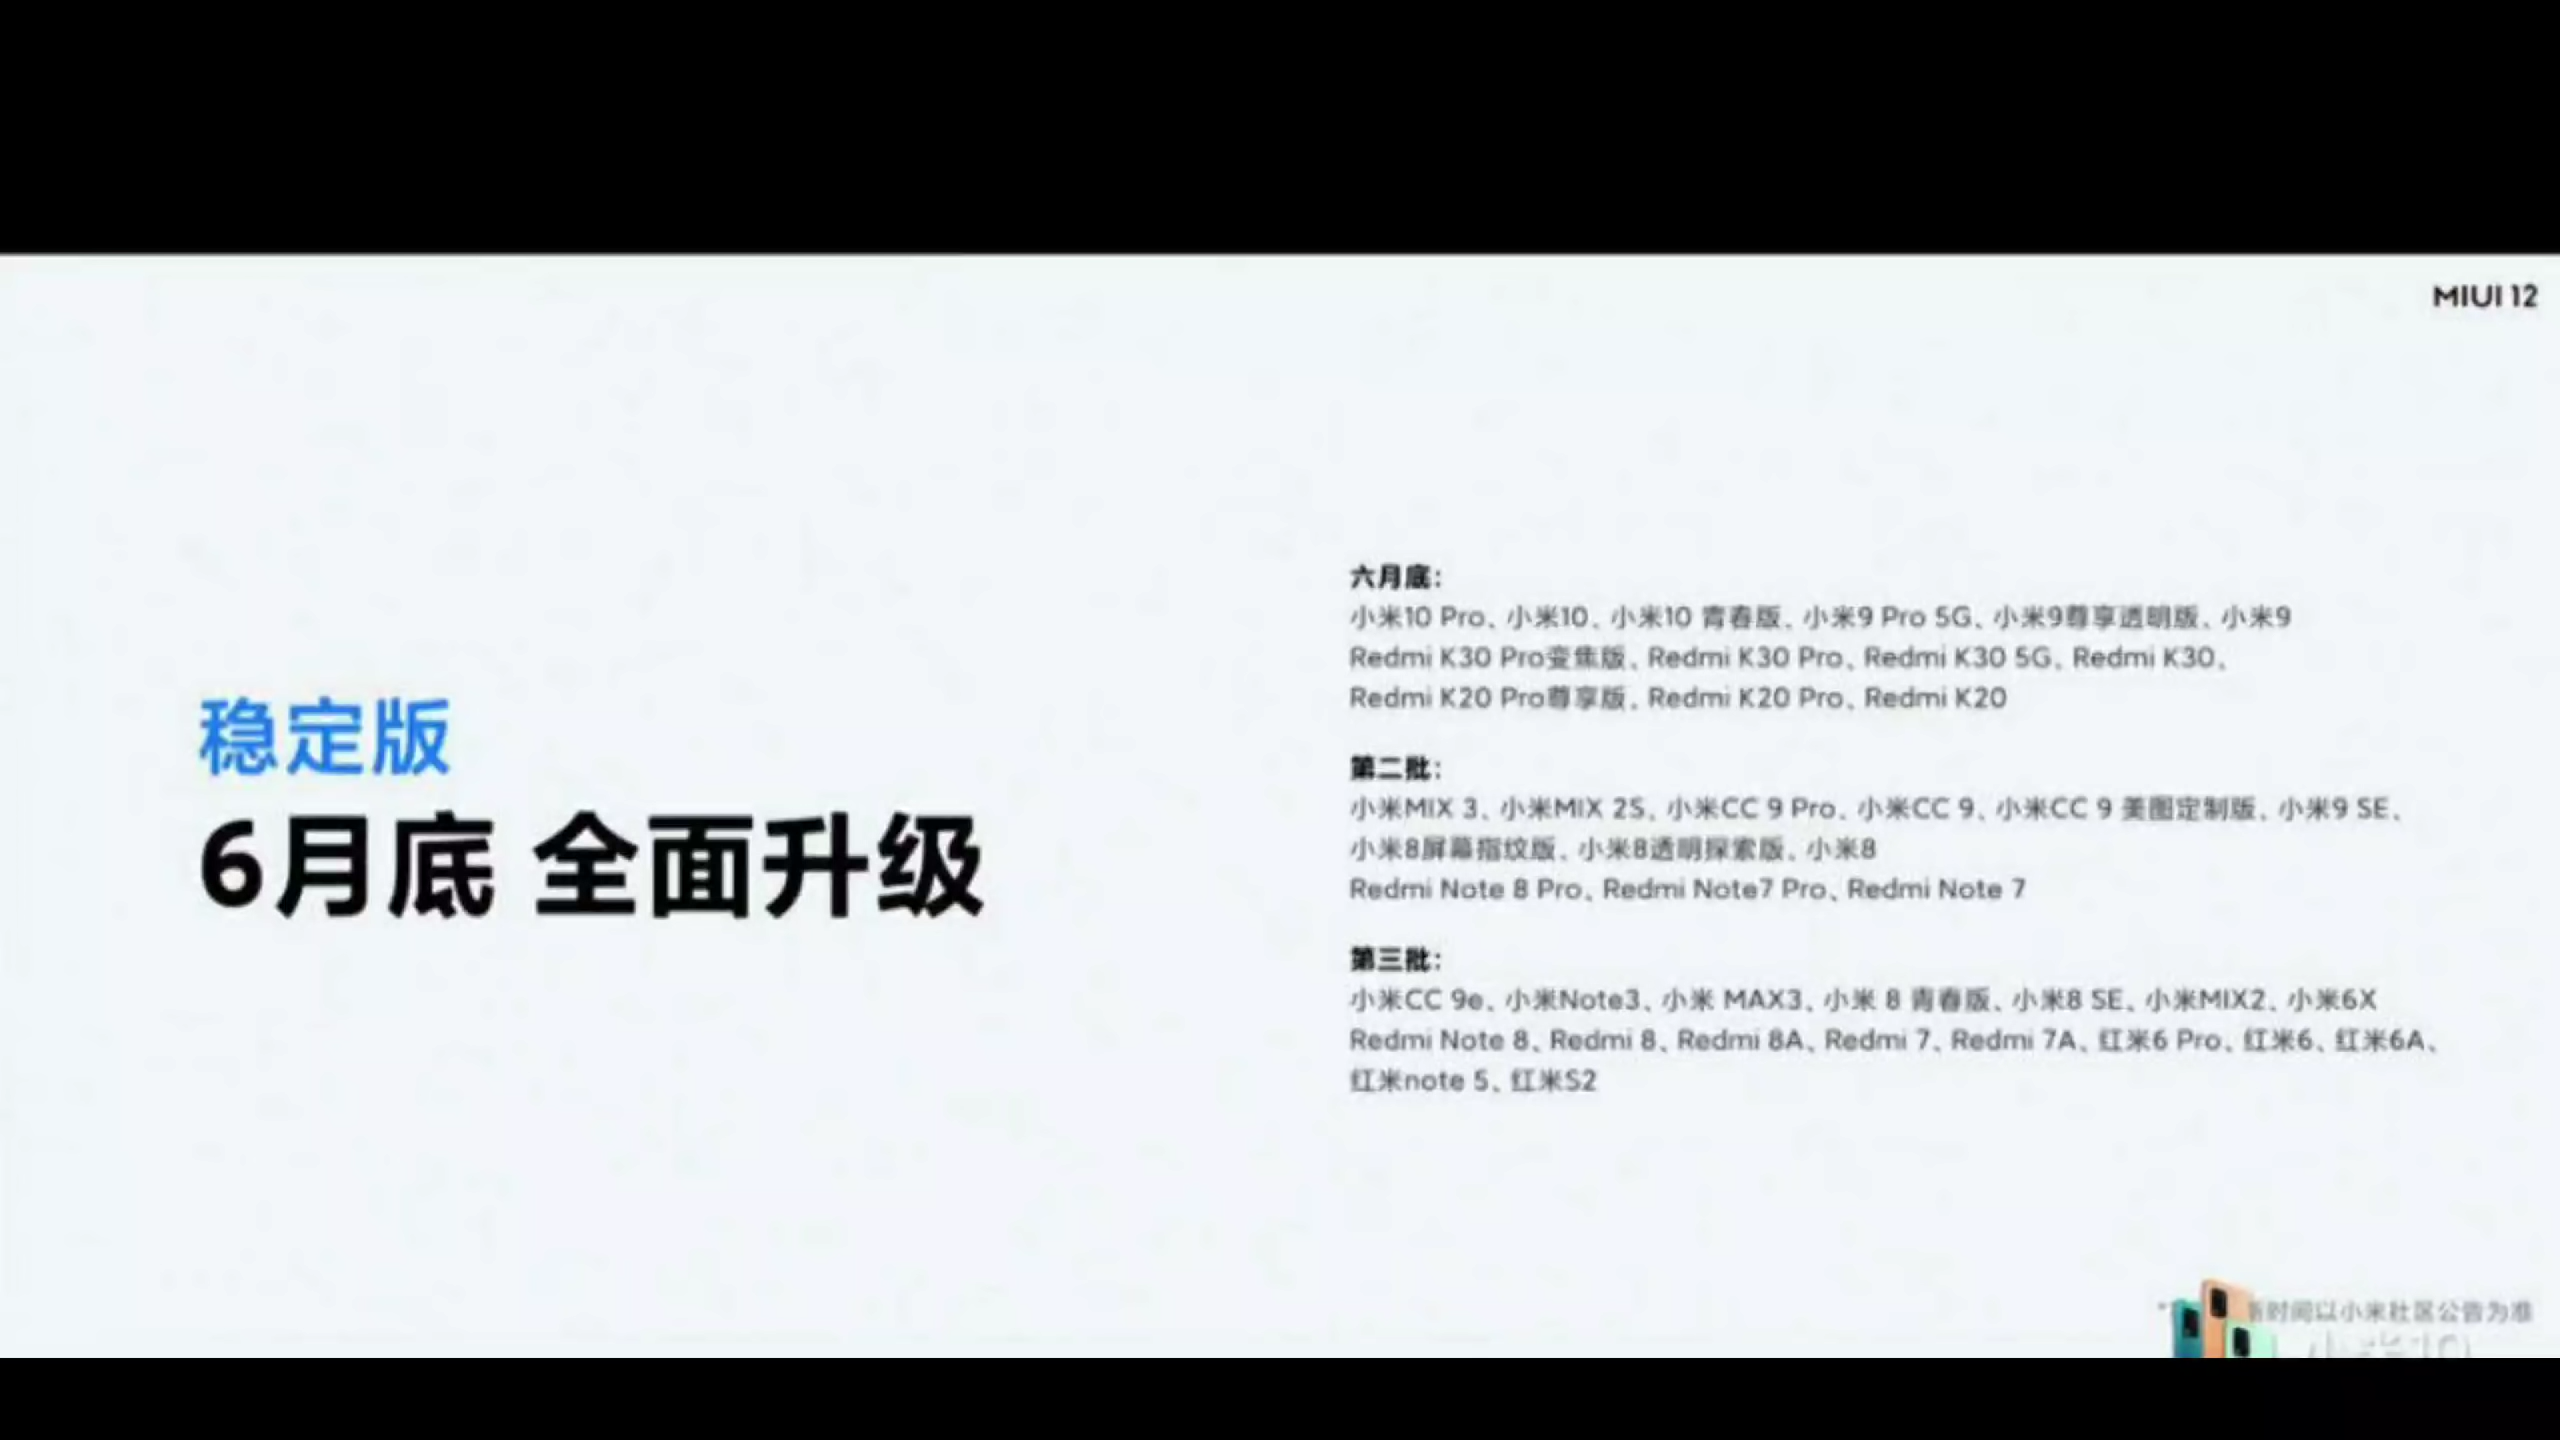 MIUI 12
稳定版
6月底 全面升级
六月底：
小米10 Pro、小米10、小米10 青春版、小米9 Pro 5G、小米9尊享透明版、小米9
Redmi K30 Pro变焦版、Redmi K30 Pro、Redmi K30 5G、Redmi K30、
Redmi K20 Pro尊享版、Redmi K20 Pro、Redmi K20
第二批：
小米MIX 3、小米MIX 2S、小米CC 9 Pro、小米CC 9、小米CC 9 美图定制版、小米9 SE、
小米8屏幕指纹版、小米8透明探索版、小米8
Redmi Note 8 Pro、Redmi Note7 Pro、Redmi Note 7
第三批：
小米CC 9e、小米Note3、小米 MAX3、小米 8 青春版、小米8 SE、小米MIX2、小米6X
Redmi Note 8、Redmi 8、Redmi 8A、Redmi 7、Redmi 7A、红米6 Pro、红米6、红米6A、
红米note 5、红米S2
时间以小米社区公告为准